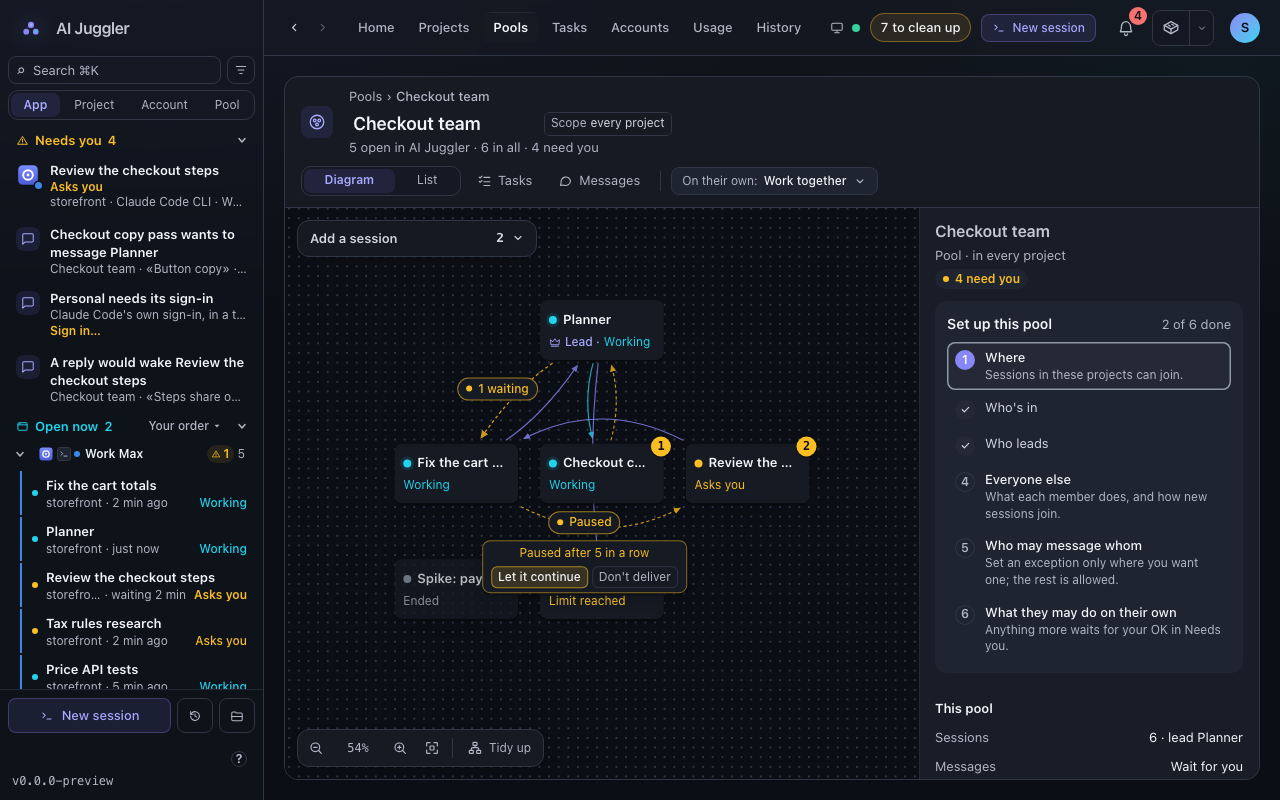 AI Juggler
Search ⌘K
App
Project
Account
Pool
Needs you 4
Review the checkout steps
Asks you
storefront · Claude Code CLI · W…
Checkout copy pass wants to
message Planner
Checkout team · «Button copy» ·…
Personal needs its sign-in
Claude Code's own sign-in, in a t…
Sign in…
A reply would wake Review the
checkout steps
Checkout team · «Steps share o…
Open now 2
Your order
Work Max
1
5
Fix the cart totals
storefront · 2 min ago
Working
Planner
storefront · just now
Working
Review the checkout steps
storefro… · waiting 2 min
Asks you
Tax rules research
storefront · 2 min ago
Asks you
Price API tests
storefront · 5 min ago
Working
New session
?
v0.0.0-preview
Home
Projects
Pools
Tasks
Accounts
Usage
History
7 to clean up
New session
4
S
Pools › Checkout team
Checkout team
Scope every project
5 open in AI Juggler · 6 in all · 4 need you
Diagram
List
Tasks
Messages
On their own: Work together
Add a session
2
Planner
Lead · Working
1 waiting
Fix the cart …
Working
1
Checkout c…
Working
2
Review the …
Asks you
Paused
Paused after 5 in a row
Let it continue
Don't deliver
Spike: pay
Ended
Limit reached
54%
Tidy up
Checkout team
Pool · in every project
4 need you
Set up this pool
2 of 6 done
1
Where
Sessions in these projects can join.
Who's in
Who leads
4
Everyone else
What each member does, and how new
sessions join.
5
Who may message whom
Set an exception only where you want
one; the rest is allowed.
6
What they may do on their own
Anything more waits for your OK in Needs
you.
This pool
Sessions
6 · lead Planner
Messages
Wait for you